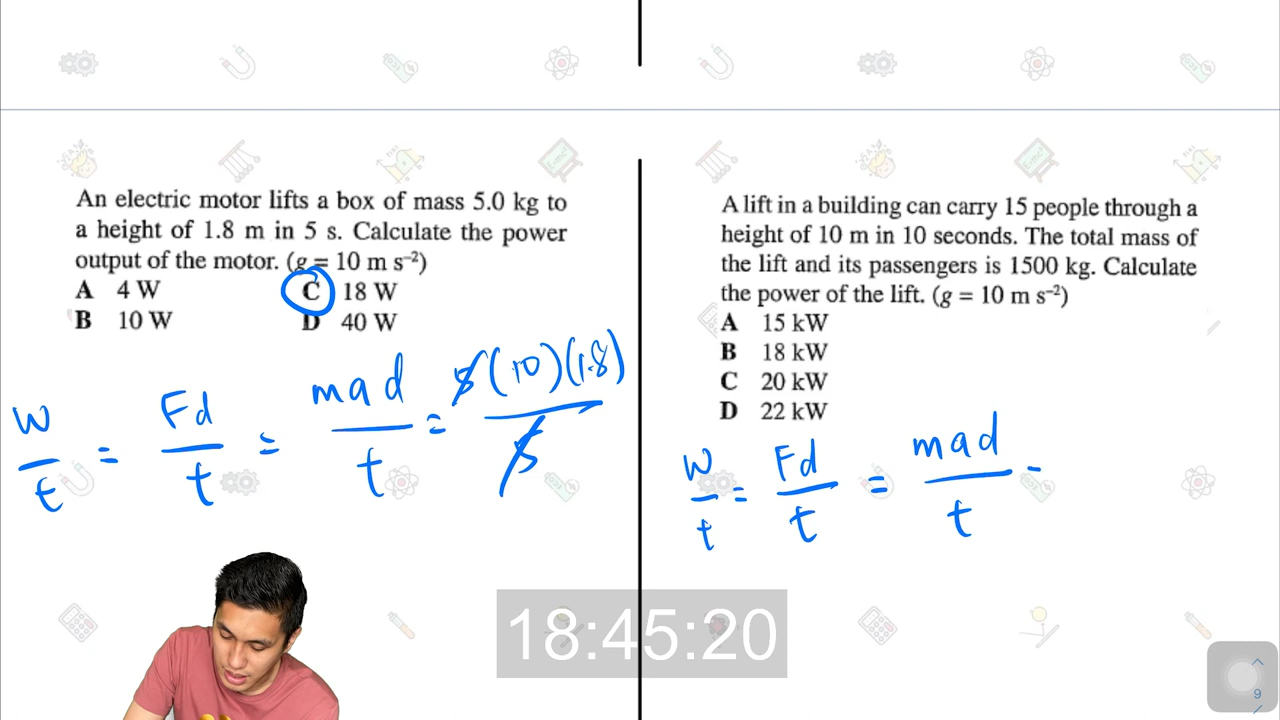 An electric motor lifts a box of mass 5.0 kg to
a height of 1.8 m in 5 s. Calculate the power
output of the motor. (g = 10 m s⁻²)
A 4 W
C 18 W
B 10 W
D 40 W
W/t = Fd/t = mad/t = 5(10)(1.8)/5
A lift in a building can carry 15 people through a
height of 10 m in 10 seconds. The total mass of
the lift and its passengers is 1500 kg. Calculate
the power of the lift. (g = 10 m s⁻²)
A 15 kW
B 18 kW
C 20 kW
D 22 kW
W/t = Fd/t = mad/t =
18:45:20
9